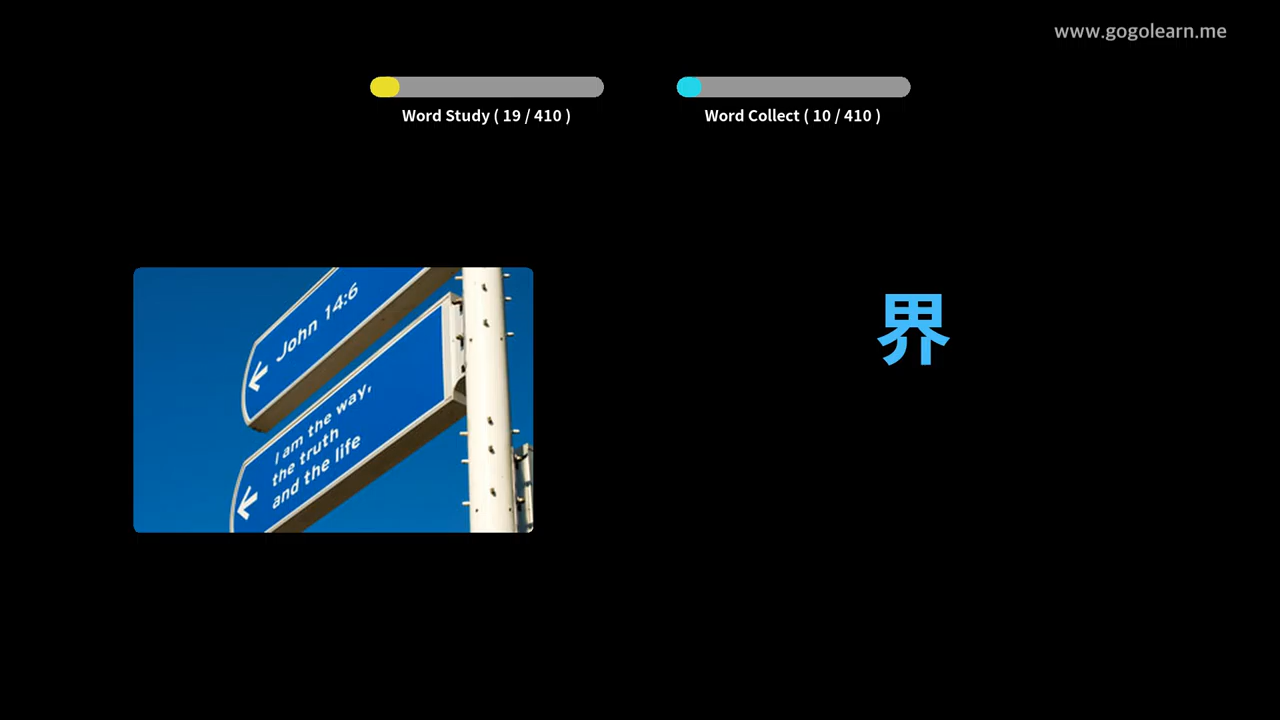 www.gogolearn.me
Word Study ( 19 / 410 )
Word Collect ( 10 / 410 )
John 14:6
I am the way,
the truth
and the life
界